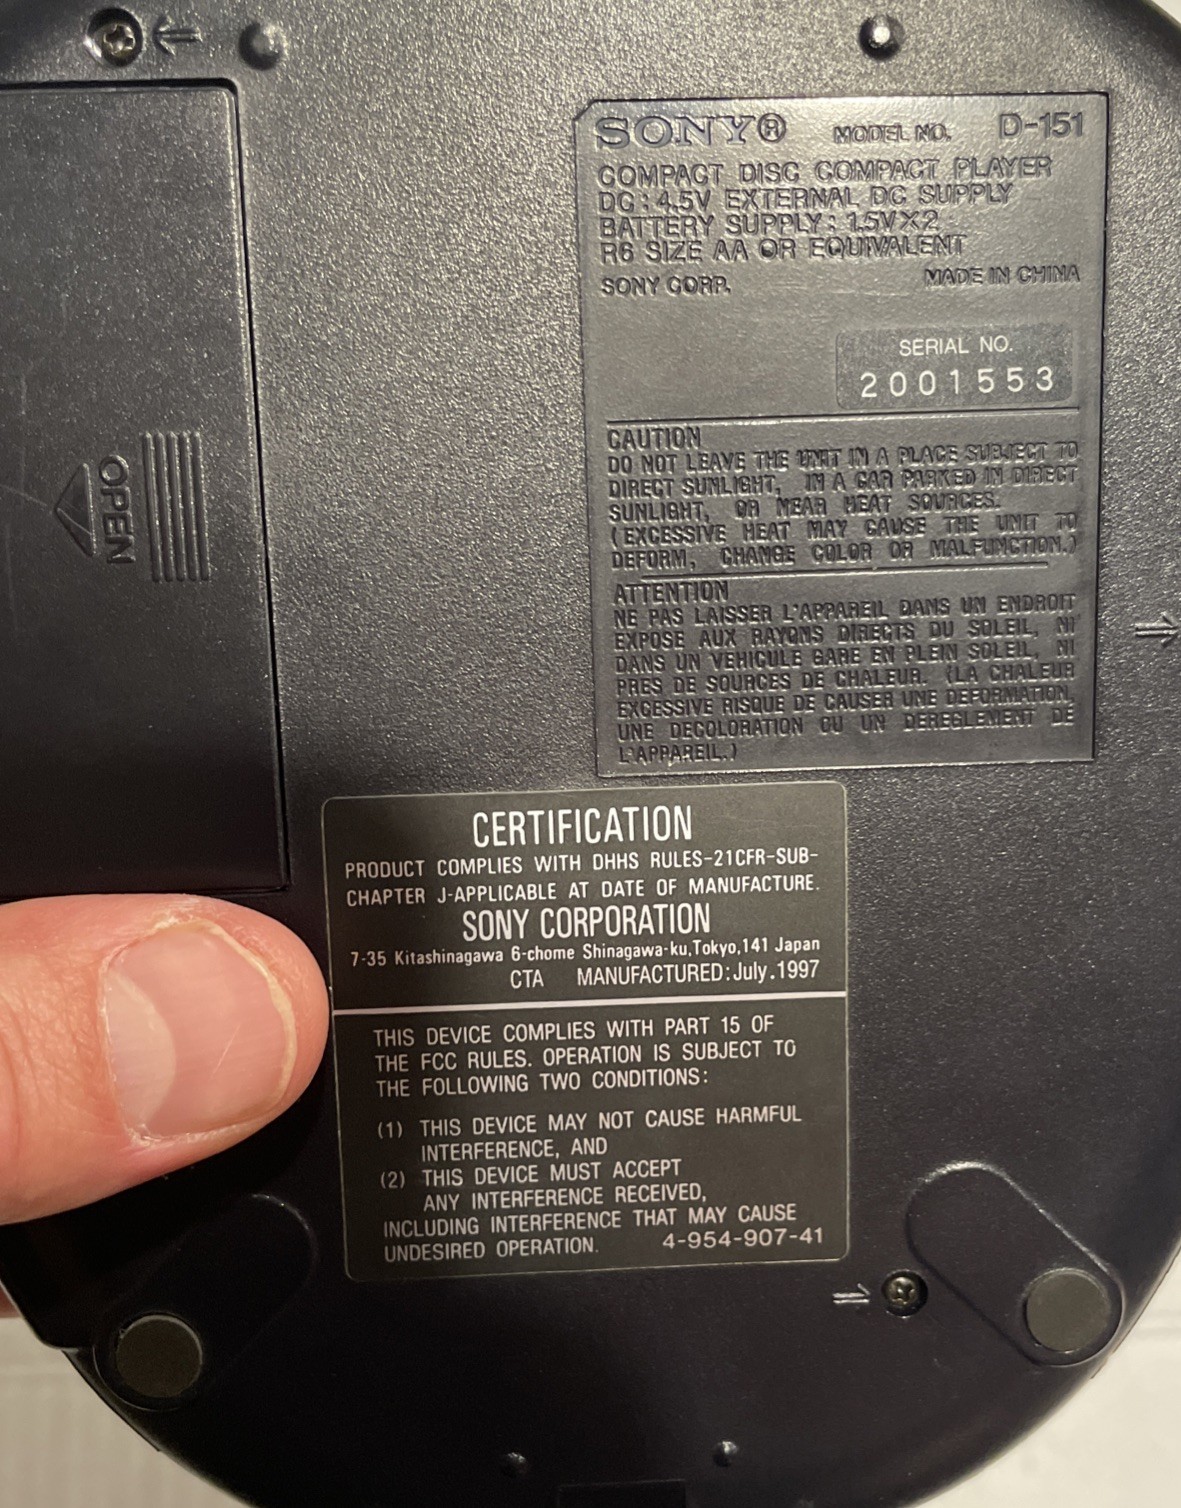 SONY® MODEL NO. D-151
COMPACT DISC COMPACT PLAYER
DC : 4.5V EXTERNAL DC SUPPLY
BATTERY SUPPLY : 1.5V×2
R6 SIZE AA OR EQUIVALENT
SONY CORP. MADE IN CHINA
SERIAL NO.
2001553
CAUTION
DO NOT LEAVE THE UNIT IN A PLACE SUBJECT TO
DIRECT SUNLIGHT, IN A CAR PARKED IN DIRECT
SUNLIGHT, OR NEAR HEAT SOURCES.
(EXCESSIVE HEAT MAY CAUSE THE UNIT TO
DEFORM, CHANGE COLOR OR MALFUNCTION.)
ATTENTION
NE PAS LAISSER L'APPAREIL DANS UN ENDROIT
EXPOSE AUX RAYONS DIRECTS DU SOLEIL, NI
DANS UN VEHICULE GARE EN PLEIN SOLEIL, NI
PRES DE SOURCES DE CHALEUR. (LA CHALEUR
EXCESSIVE RISQUE DE CAUSER UNE DEFORMATION,
UNE DECOLORATION OU UN DEREGLEMENT DE
L'APPAREIL.)
OPEN
CERTIFICATION
PRODUCT COMPLIES WITH DHHS RULES-21CFR-SUB-
CHAPTER J-APPLICABLE AT DATE OF MANUFACTURE.
SONY CORPORATION
7-35 Kitashinagawa 6-chome Shinagawa-ku,Tokyo,141 Japan
CTA MANUFACTURED:July.1997
THIS DEVICE COMPLIES WITH PART 15 OF
THE FCC RULES. OPERATION IS SUBJECT TO
THE FOLLOWING TWO CONDITIONS:
(1) THIS DEVICE MAY NOT CAUSE HARMFUL
INTERFERENCE, AND
(2) THIS DEVICE MUST ACCEPT
ANY INTERFERENCE RECEIVED,
INCLUDING INTERFERENCE THAT MAY CAUSE
UNDESIRED OPERATION. 4-954-907-41